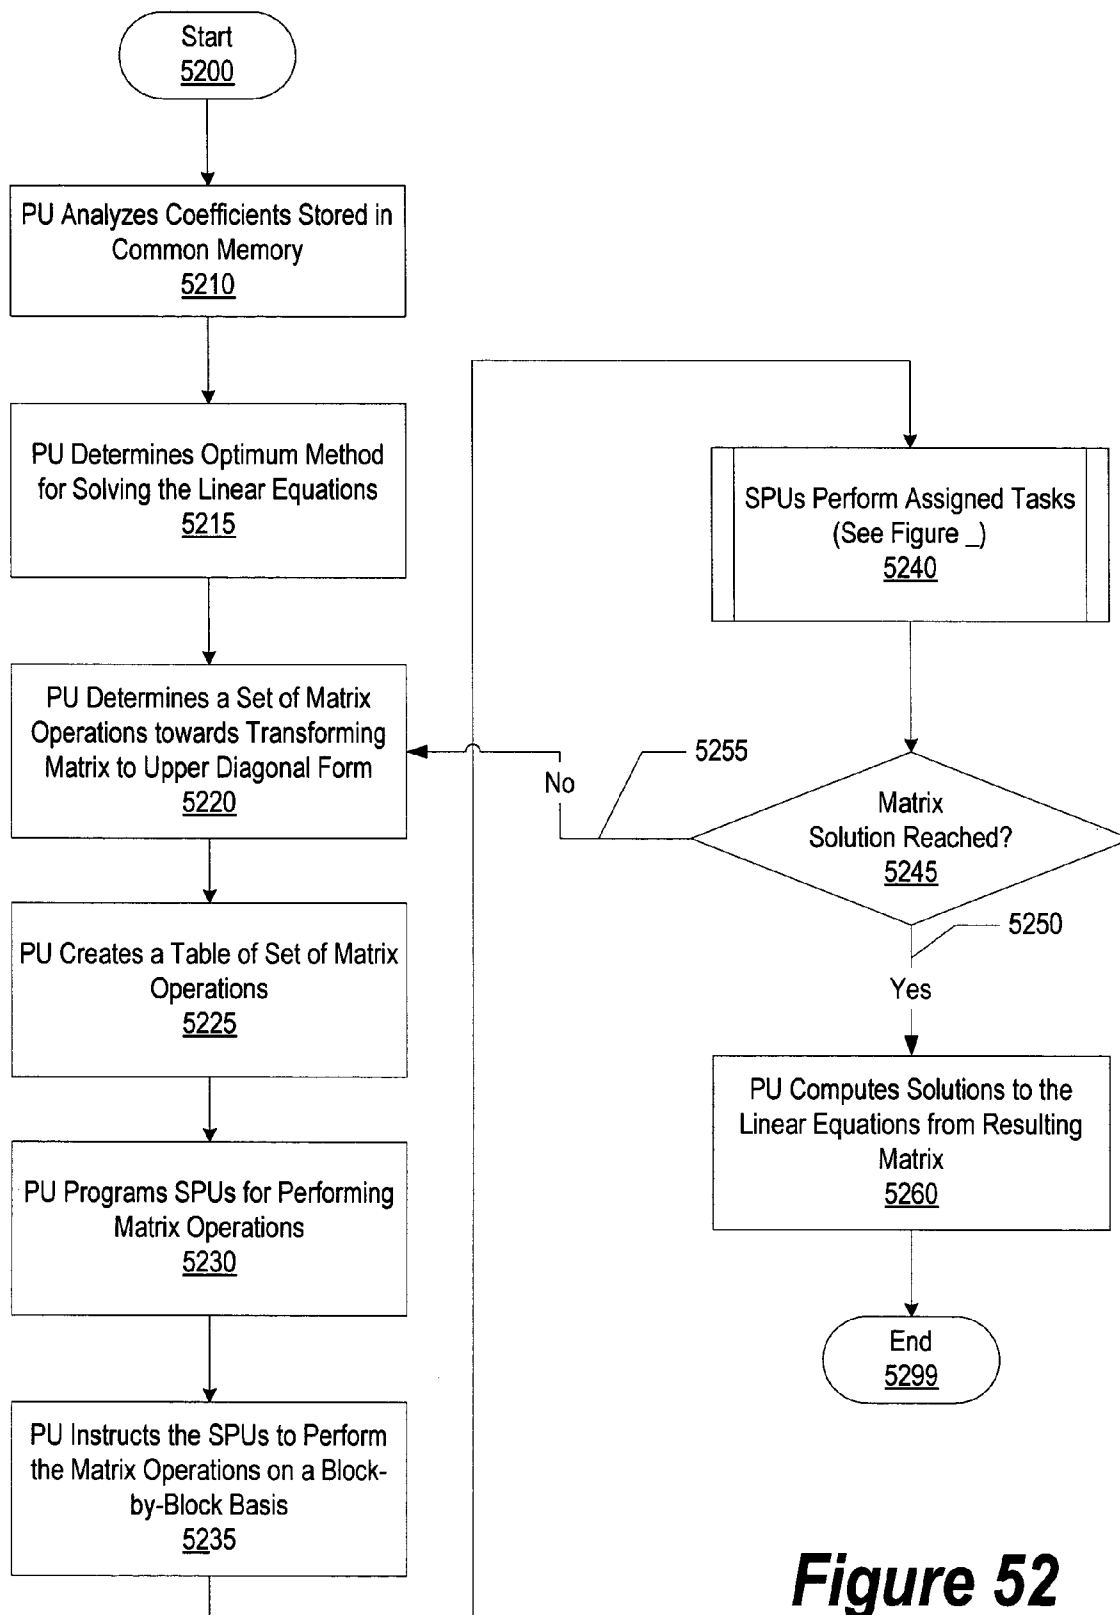 Start
5200
PU Analyzes Coefficients Stored in
Common Memory
5210
PU Determines Optimum Method
for Solving the Linear Equations
5215
PU Determines a Set of Matrix
Operations towards Transforming
Matrix to Upper Diagonal Form
5220
PU Creates a Table of Set of Matrix
Operations
5225
PU Programs SPUs for Performing
Matrix Operations
5230
PU Instructs the SPUs to Perform
the Matrix Operations on a Block-
by-Block Basis
5235
SPUs Perform Assigned Tasks
(See Figure _)
5240
5255
No
Matrix
Solution Reached?
5245
5250
Yes
PU Computes Solutions to the
Linear Equations from Resulting
Matrix
5260
End
5299
Figure 52